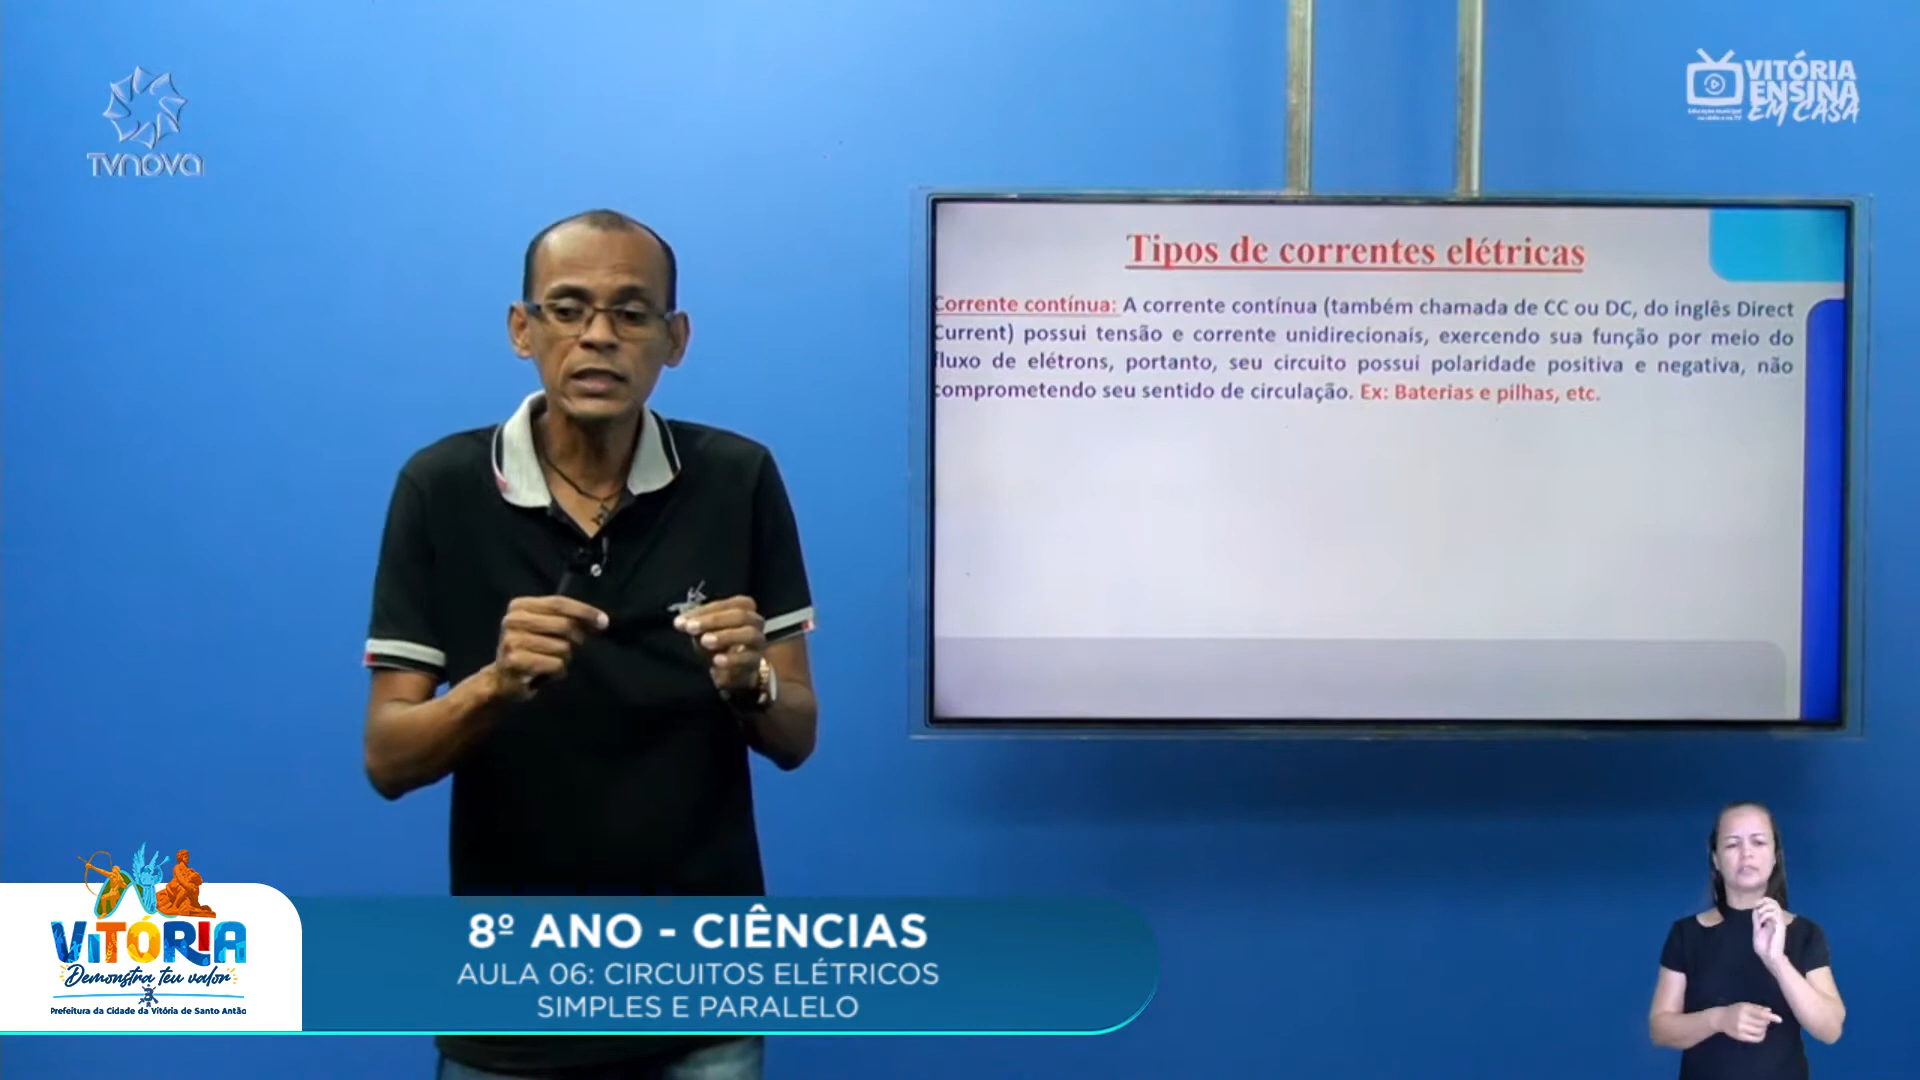 TVNOVA
VITÓRIA
ENSINA
EM CASA
Tipos de correntes elétricas
Corrente contínua: A corrente contínua (também chamada de CC ou DC, do inglês Direct
Current) possui tensão e corrente unidirecionais, exercendo sua função por meio do
fluxo de elétrons, portanto, seu circuito possui polaridade positiva e negativa, não
comprometendo seu sentido de circulação. Ex: Baterias e pilhas, etc.
VITÓRIA
Demonstra teu valor
Prefeitura da Cidade da Vitória de Santo Antão
8º ANO - CIÊNCIAS
AULA 06: CIRCUITOS ELÉTRICOS
SIMPLES E PARALELO